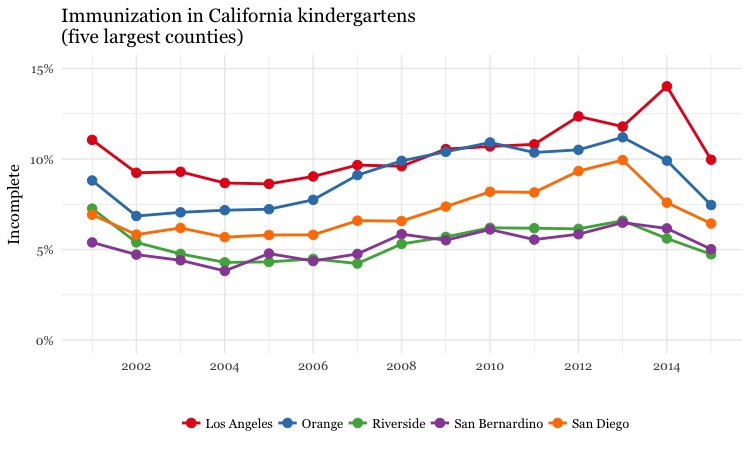 Immunization in California kindergartens
(five largest counties)
15%
10%
5%
0%
Incomplete
2002 2004 2006 2008 2010 2012 2014
Los Angeles Orange Riverside San Bernardino San Diego